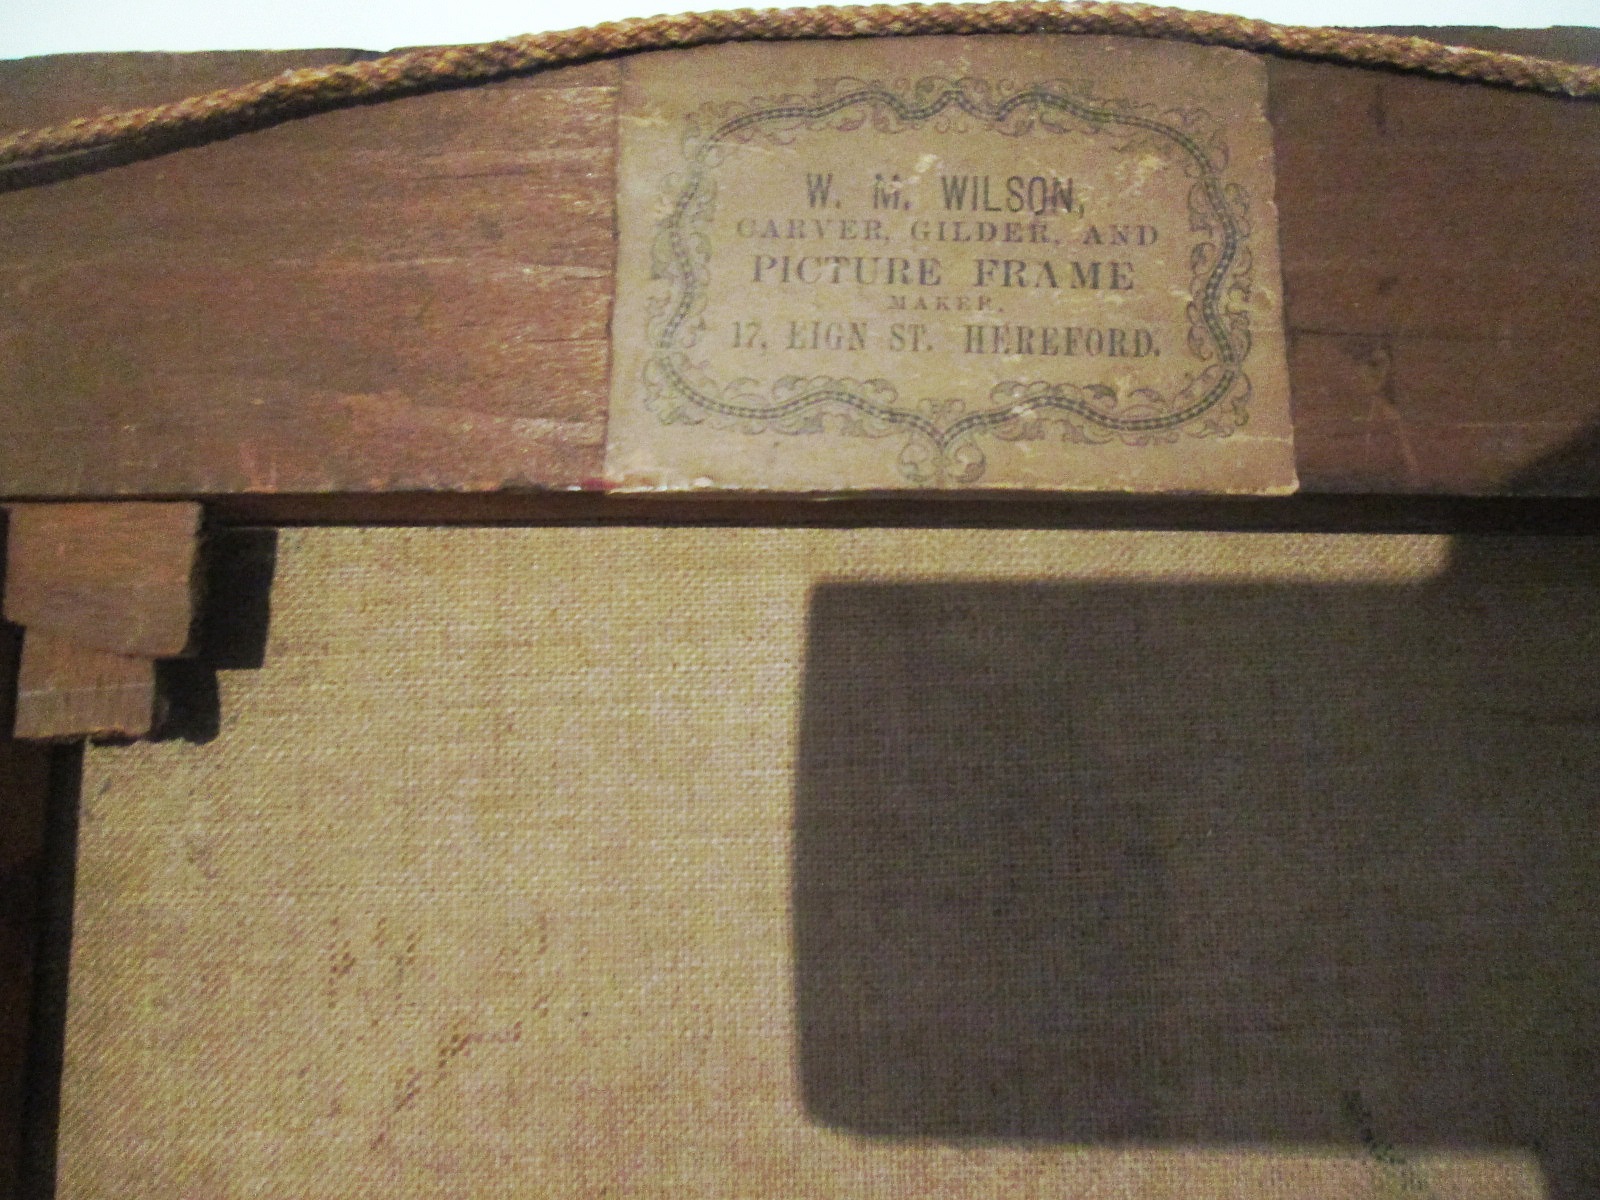 W. M. WILSON,
CARVER, GILDER, AND
PICTURE FRAME
MAKER,
17, EIGN ST. HEREFORD.